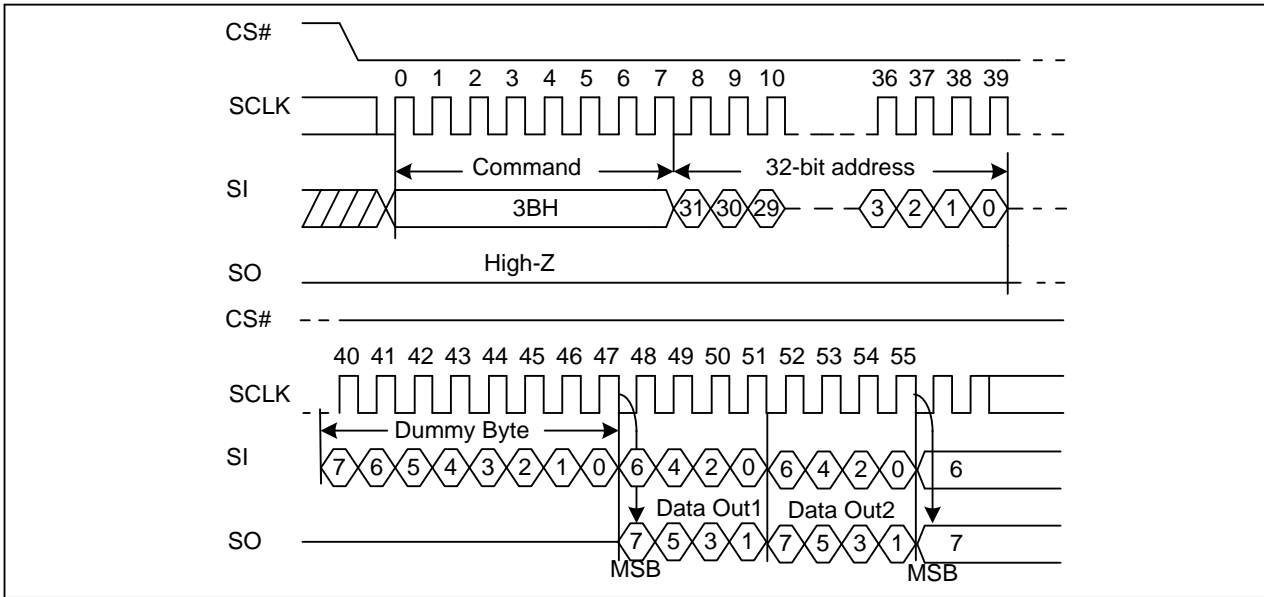 CS#
0 1 2 3 4 5 6 7 8 9 10 36 37 38 39
SCLK
Command 32-bit address
SI
3BH 31 30 29 3 2 1 0
High-Z
SO
CS#
40 41 42 43 44 45 46 47 48 49 50 51 52 53 54 55
SCLK
Dummy Byte
SI 7 6 5 4 3 2 1 0 6 4 2 0 6 4 2 0 6
Data Out1 Data Out2
SO 7 5 3 1 7 5 3 1 7
MSB MSB